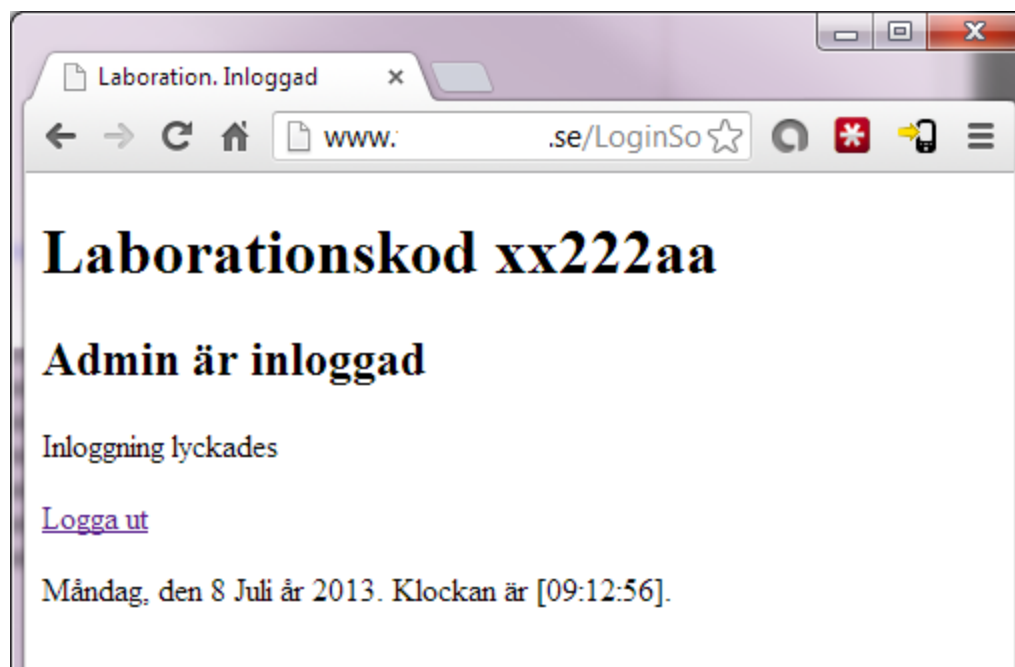 Laboration. Inloggad
www. .se/LoginSo
Laborationskod xx222aa
Admin är inloggad
Inloggning lyckades
Logga ut
Måndag, den 8 Juli år 2013. Klockan är [09:12:56].